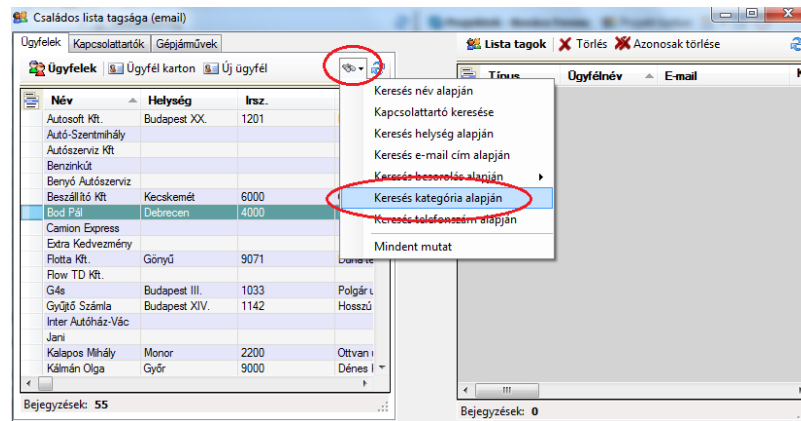 Családos lista tagsága (email)
Ügyfelek Kapcsolattartók Gépjárművek
Ügyfelek Ügyfél karton Új ügyfél
Lista tagok Törlés Azonosak törlése
Név Helység Irsz.
Típus Ügyfélnév E-mail
Autosoft Kft. Budapest XX. 1201
Autó-Szentmihály
Autószerviz Kft
Benzinkút
Benyó Autószerviz
Beszállító Kft Kecskemét 6000
Bod Pál Debrecen 4000
Camion Express
Extra Kedvezmény
Flotta Kft. Gönyű 9071
Flow TD Kft.
G4s Budapest III. 1033 Polgár u
Gyűjtő Számla Budapest XIV. 1142 Hosszú
Inter Autóház-Vác
Jani
Kalapos Mihály Monor 2200 Ottvan
Kálmán Olga Győr 9000 Dénes
Keresés név alapján
Kapcsolattartó keresése
Keresés helység alapján
Keresés e-mail cím alapján
Keresés besorolás alapján
Keresés kategória alapján
Keresés telefonszám alapján
Mindent mutat
Bejegyzések: 55
Bejegyzések: 0